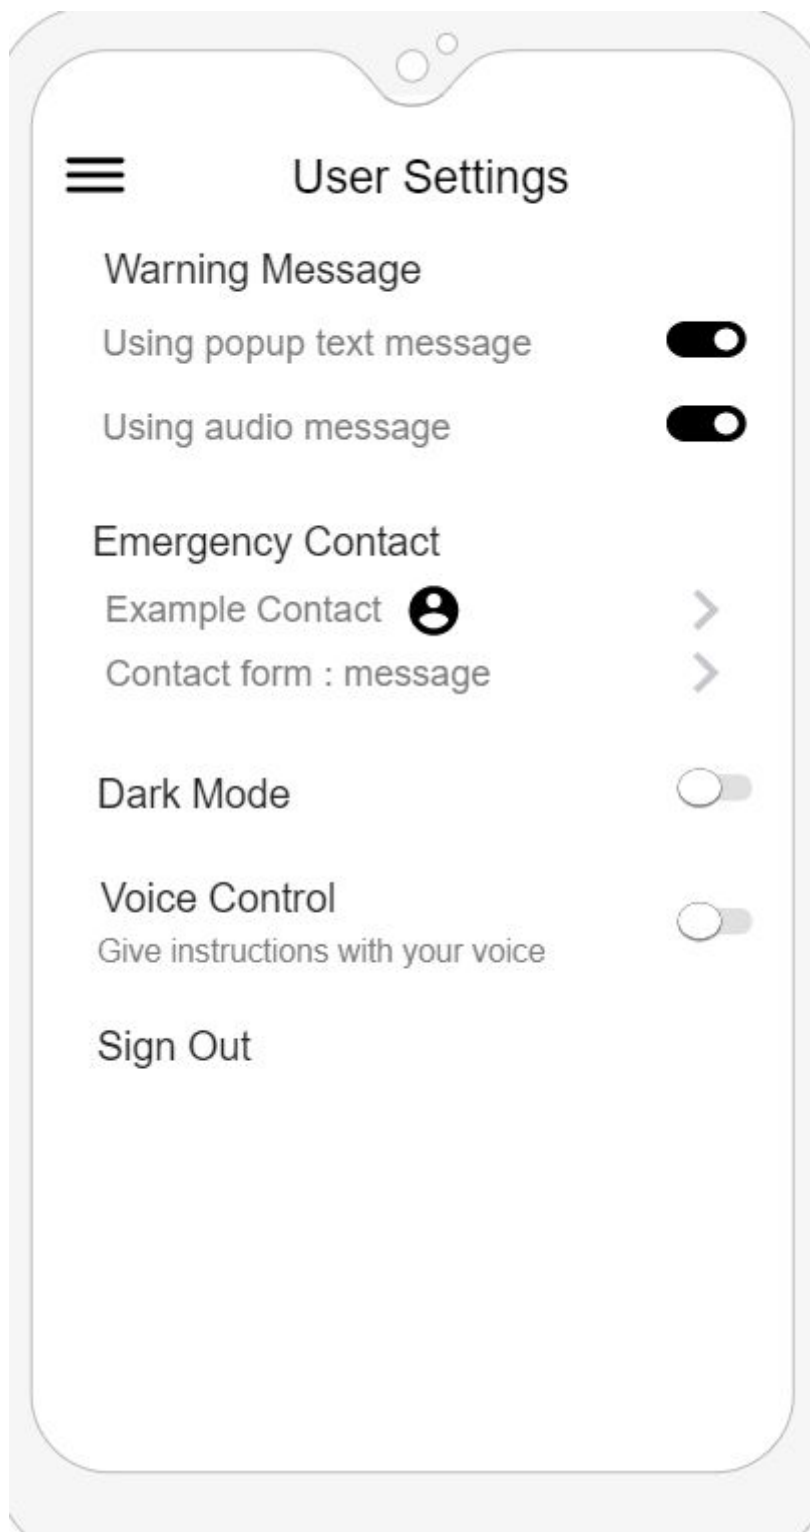 User Settings
Warning Message
Using popup text message
Using audio message
Emergency Contact
Example Contact
Contact form : message
Dark Mode
Voice Control
Give instructions with your voice
Sign Out